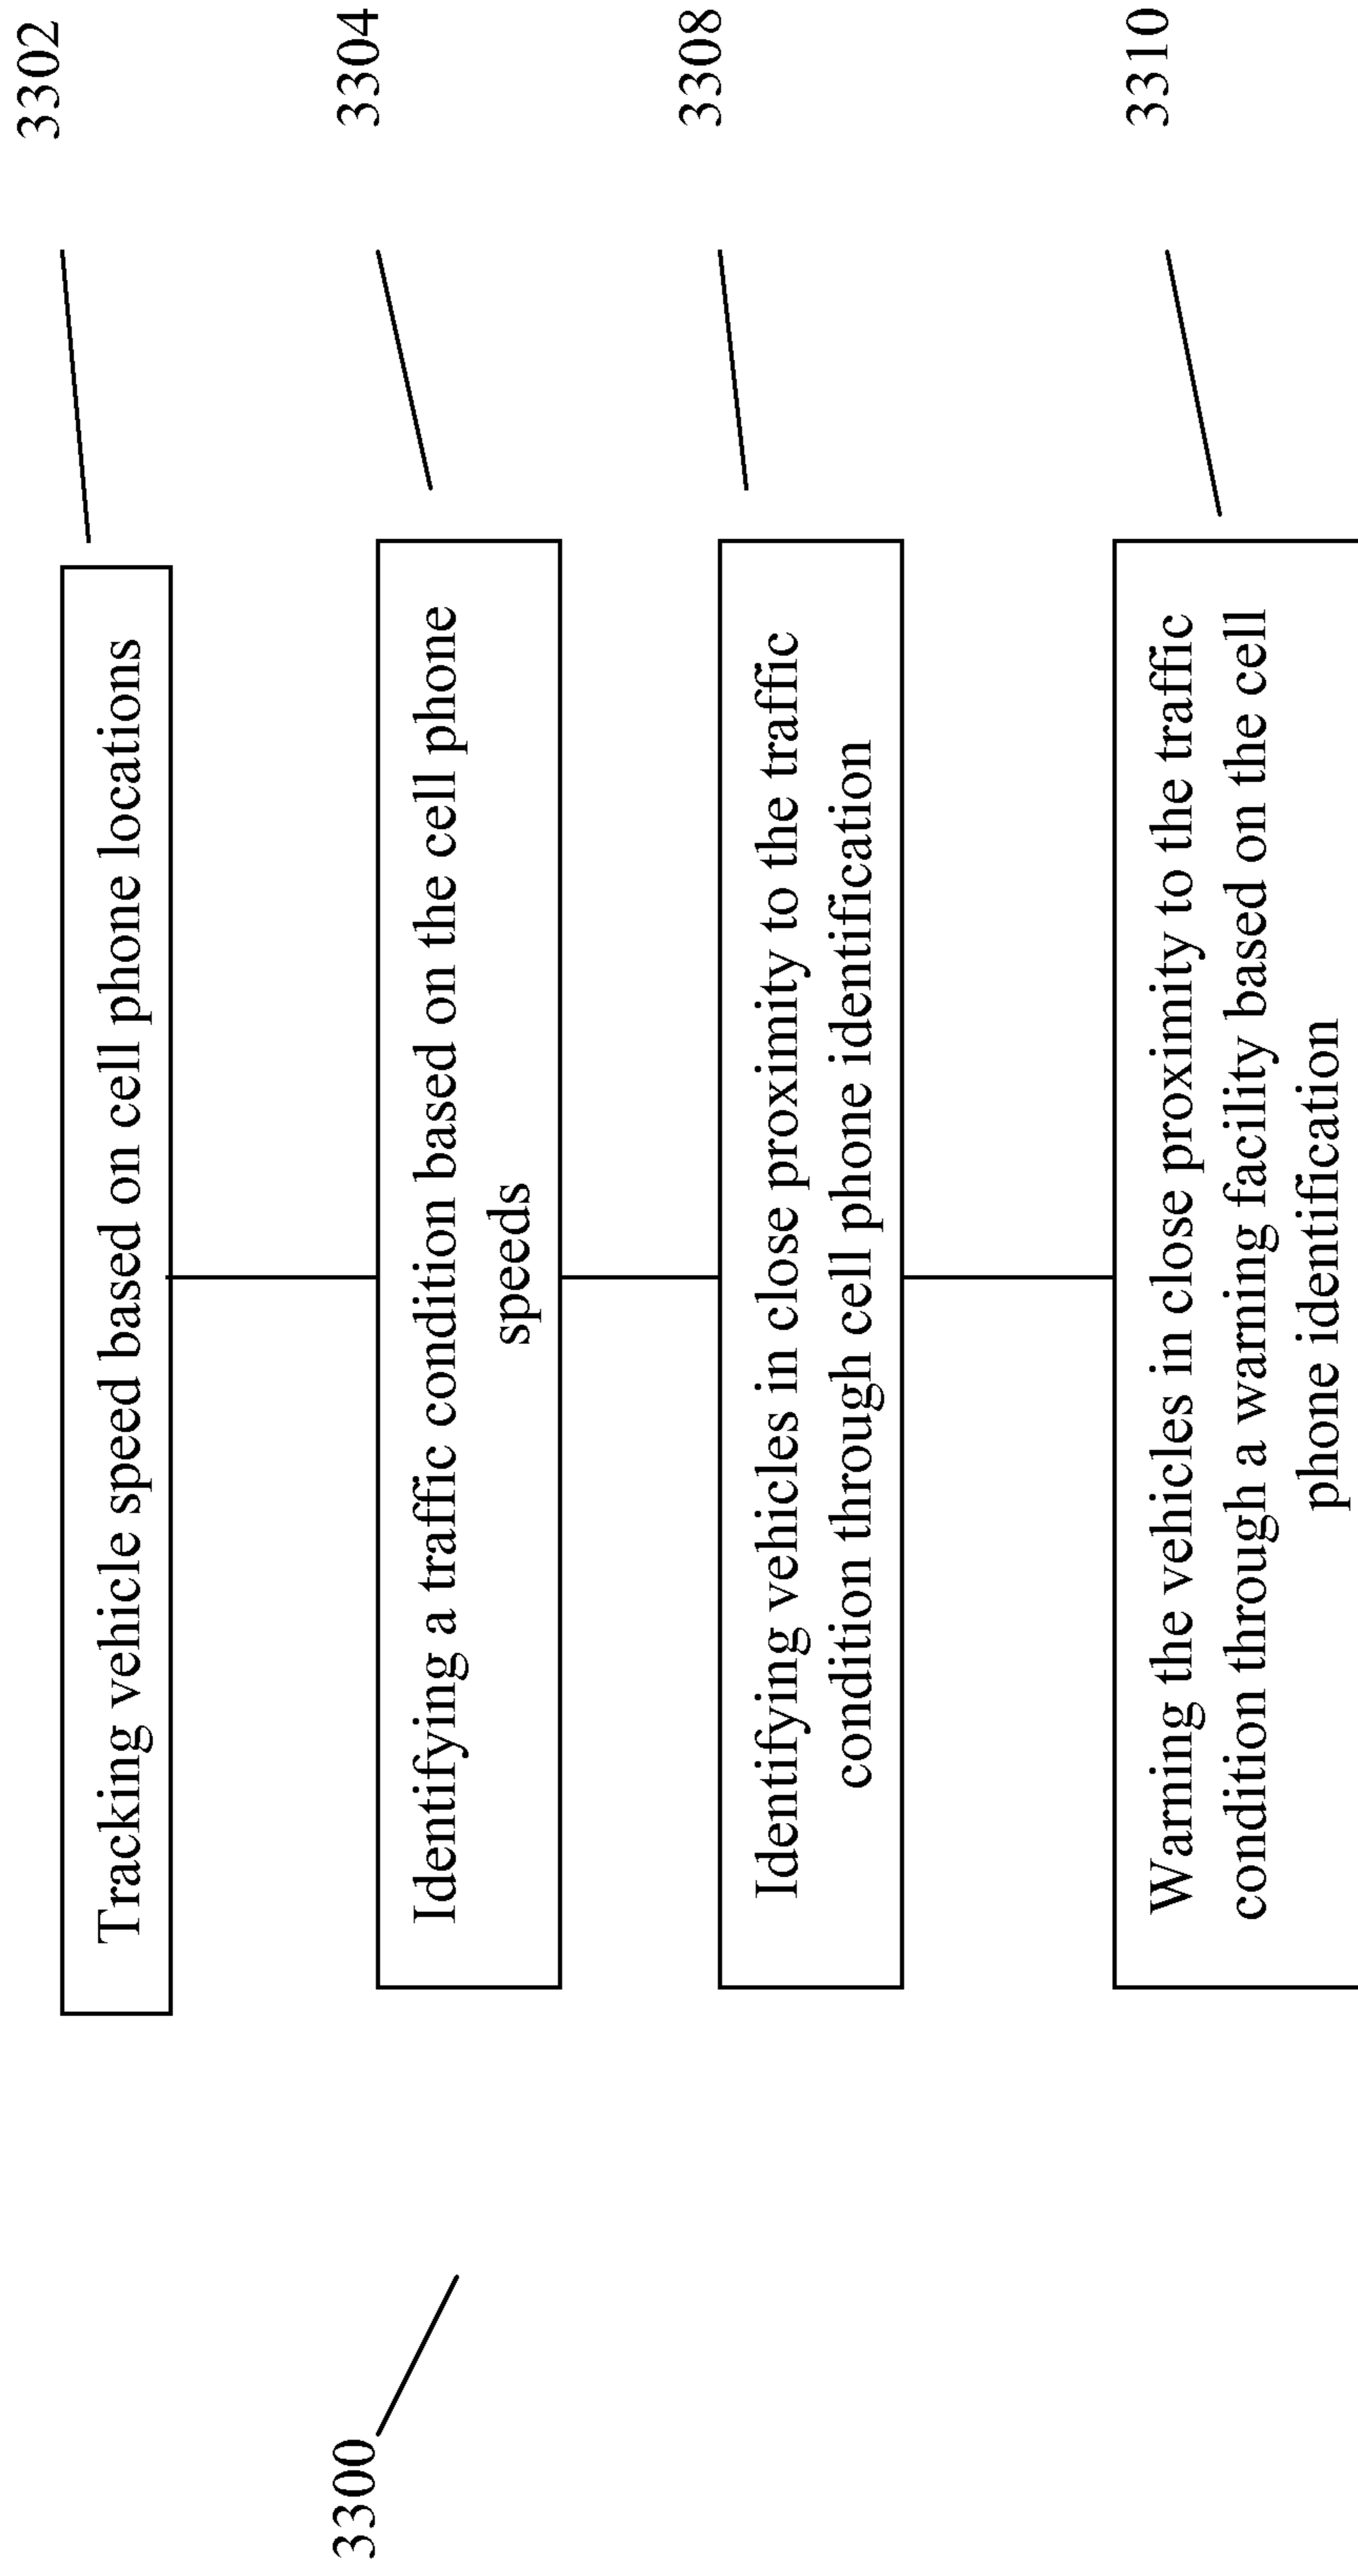 3300
Tracking vehicle speed based on cell phone locations
3302
Identifying a traffic condition based on the cell phone
speeds
3304
Identifying vehicles in close proximity to the traffic
condition through cell phone identification
3308
Warning the vehicles in close proximity to the traffic
condition through a warning facility based on the cell
phone identification
3310